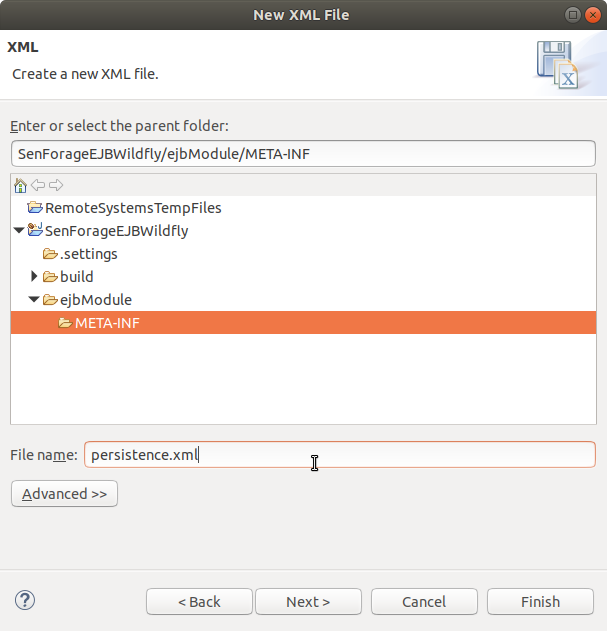 New XML File
XML
Create a new XML file.
Enter or select the parent folder:
SenForageEJBWildfly/ejbModule/META-INF
RemoteSystemsTempFiles
SenForageEJBWildfly
.settings
build
ejbModule
META-INF
File name: persistence.xml
Advanced >>
? < Back Next > Cancel Finish